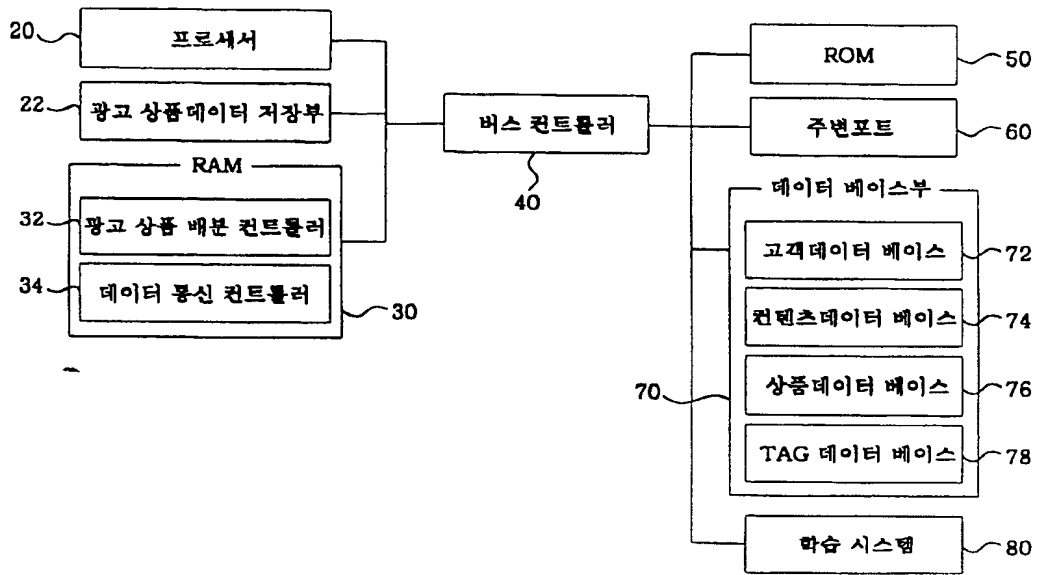 20
프로세서
22
광고 상품데이터 저장부
RAM
32
광고 상품 배분 컨트롤러
34
데이터 통신 컨트롤러
30
버스 컨트롤러
40
ROM
50
주변포트
60
데이터 베이스부
고객데이터 베이스
72
컨텐츠데이터 베이스
74
70
상품데이터 베이스
76
TAG 데이터 베이스
78
학습 시스템
80